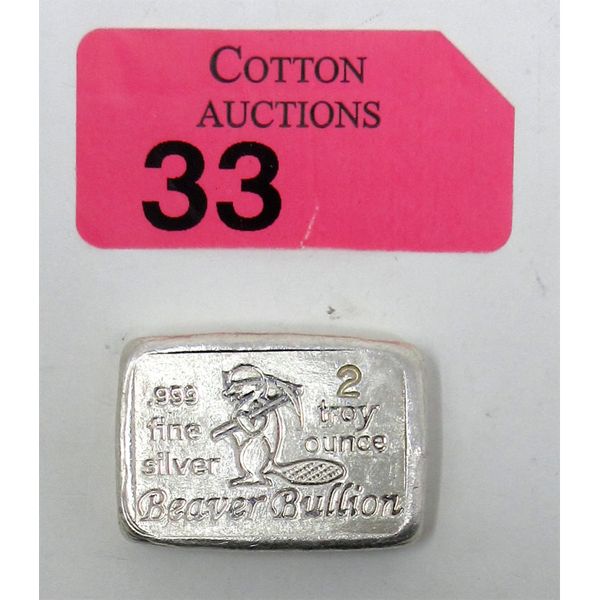 COTTON
AUCTIONS
33
.999 2
fine troy
silver ounce
Beaver Bullion